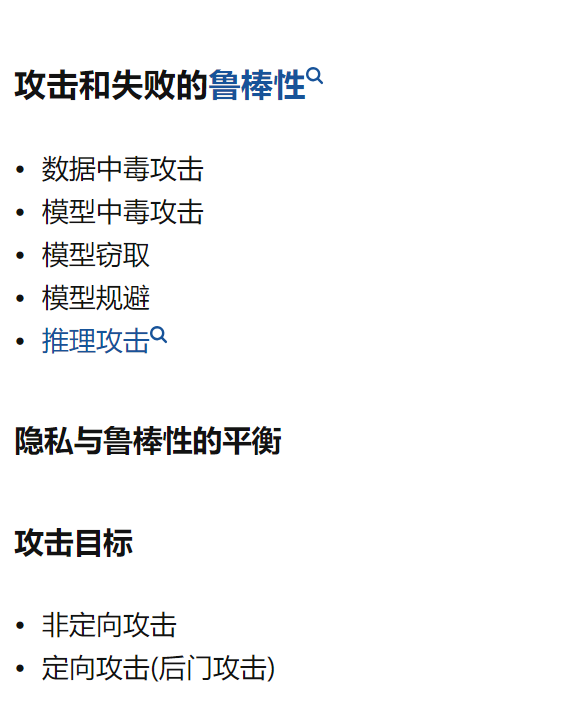 攻击和失败的鲁棒性
• 数据中毒攻击
• 模型中毒攻击
• 模型窃取
• 模型规避
• 推理攻击
隐私与鲁棒性的平衡
攻击目标
• 非定向攻击
• 定向攻击(后门攻击)